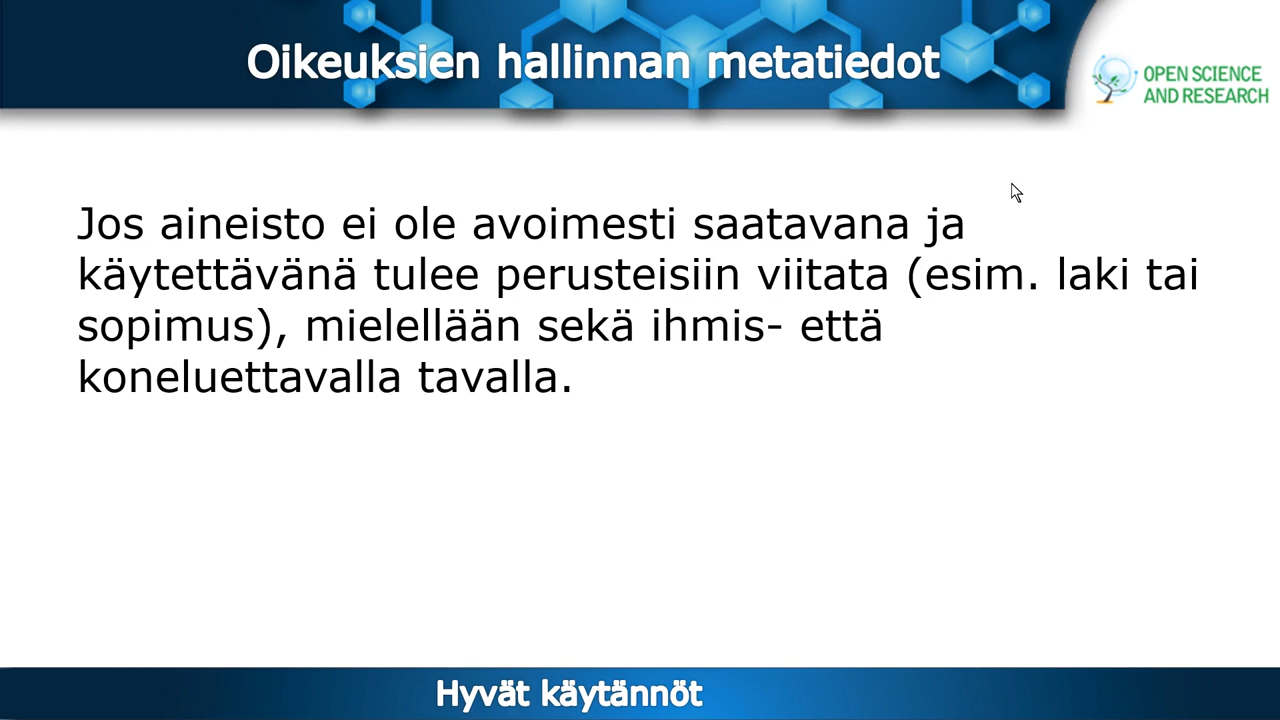 Oikeuksien hallinnan metatiedot
OPEN SCIENCE
AND RESEARCH
Jos aineisto ei ole avoimesti saatavana ja
käytettävänä tulee perusteisiin viitata (esim. laki tai
sopimus), mielellään sekä ihmis- että
koneluettavalla tavalla.
Hyvät käytännöt